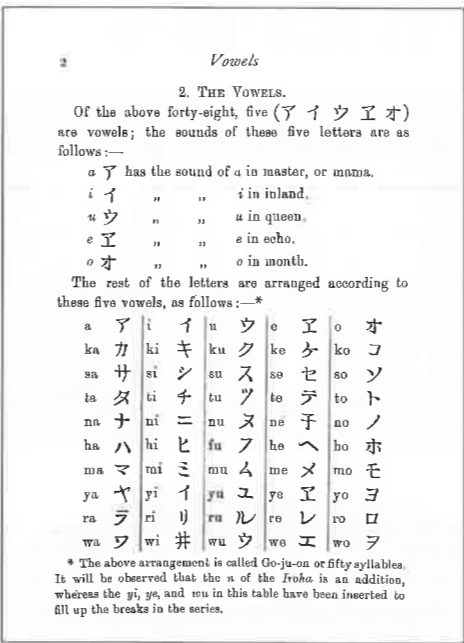 2 Vowels
2. THE VOWELS.
Of the above forty-eight, five (ア イ ウ ヱ オ)
are vowels; the sounds of these five letters are as
follows:—
a ア has the sound of a in master, or mama.
i イ „ „ i in inland.
u ウ „ „ u in queen.
e ヱ „ „ e in echo.
o オ „ „ o in month.
The rest of the letters are arranged according to
these five vowels, as follows:—*
a ア i イ u ウ e ヱ o オ
ka カ ki キ ku ク ke ケ ko コ
sa サ si シ su ス se セ so ソ
ta タ ti チ tu ツ te テ to ト
na ナ ni ニ nu ヌ ne 子 no ノ
ha ハ hi ヒ fu フ he ヘ ho ホ
ma マ mi ミ mu ム me メ mo モ
ya ヤ yi イ yu ユ ye ヱ yo ヨ
ra ラ ri リ ru ル re レ ro ロ
wa ワ wi 井 wu ウ we エ wo ヲ
* The above arrangement is called Go-ju-on or fifty syllables.
It will be observed that the n of the Iroha is an addition,
whereas the yi, ye, and wu in this table have been inserted to
fill up the breaks in the series.